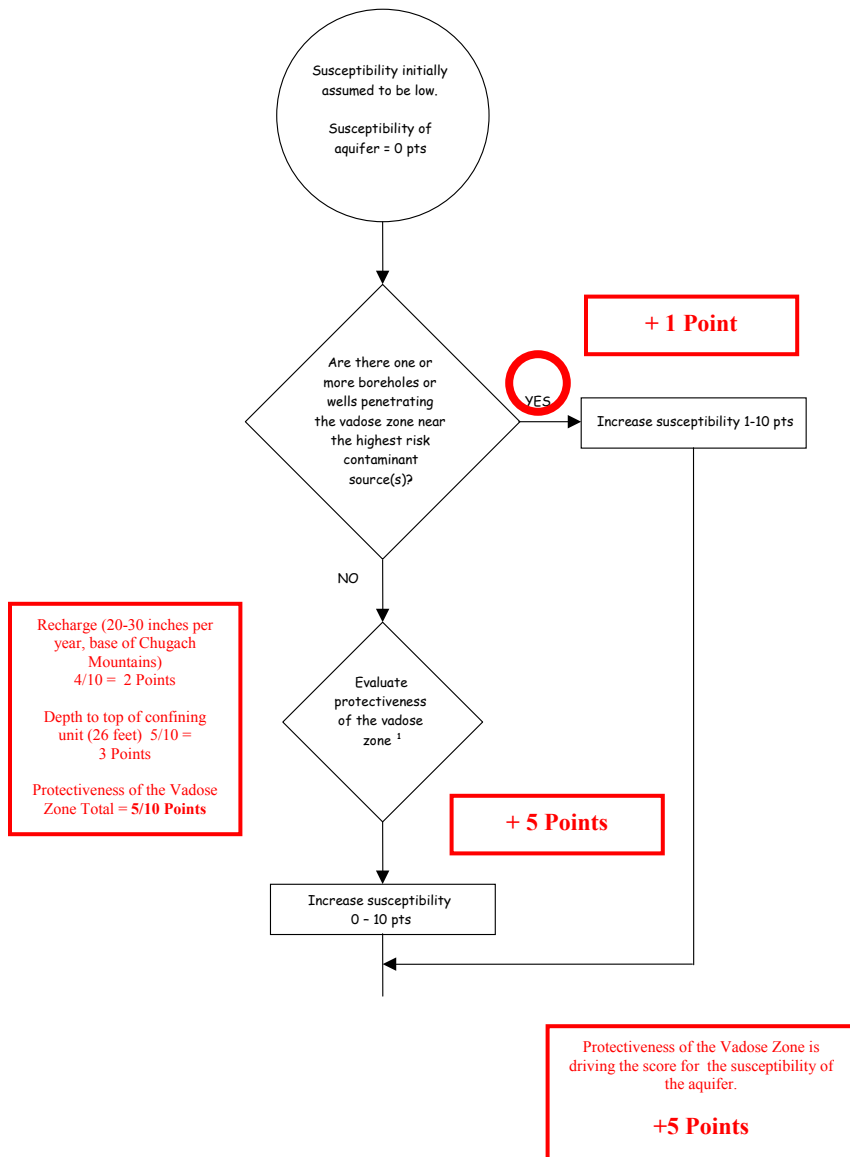 Susceptibility initially
assumed to be low.
Susceptibility of
aquifer = 0 pts
+ 1 Point
Are there one or
more boreholes or
wells penetrating
the vadose zone near
the highest risk
contaminant
source(s)?
YES
Increase susceptibility 1-10 pts
NO
Recharge (20-30 inches per
year, base of Chugach
Mountains)
4/10 = 2 Points
Depth to top of confining
unit (26 feet) 5/10 =
3 Points
Protectiveness of the Vadose
Zone Total = 5/10 Points
Evaluate
protectiveness
of the vadose
zone ¹
+ 5 Points
Increase susceptibility
0 – 10 pts
Protectiveness of the Vadose Zone is
driving the score for the susceptibility of
the aquifer.
+5 Points